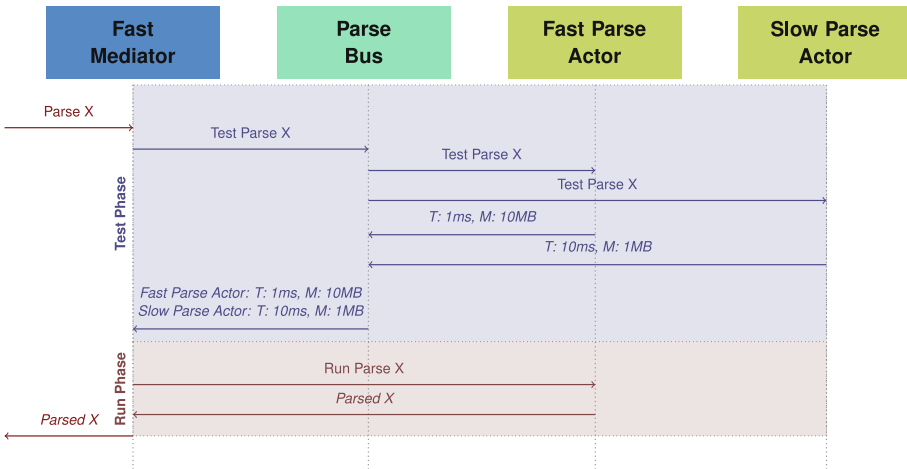 Fast
Mediator
Parse
Bus
Fast Parse
Actor
Slow Parse
Actor
Parse X
Test Parse X
Test Parse X
Test Parse X
T: 1ms, M: 10MB
T: 10ms, M: 1MB
Test Phase
Fast Parse Actor: T: 1ms, M: 10MB
Slow Parse Actor: T: 10ms, M: 1MB
Run Phase
Run Parse X
Parsed X
Parsed X